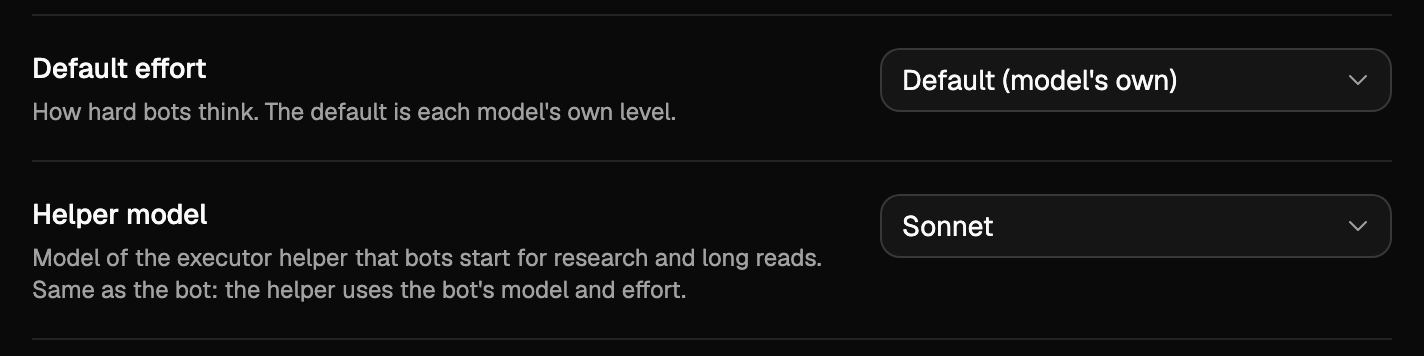 Default effort
Default (model's own)
How hard bots think. The default is each model's own level.
Helper model
Sonnet
Model of the executor helper that bots start for research and long reads.
Same as the bot: the helper uses the bot's model and effort.